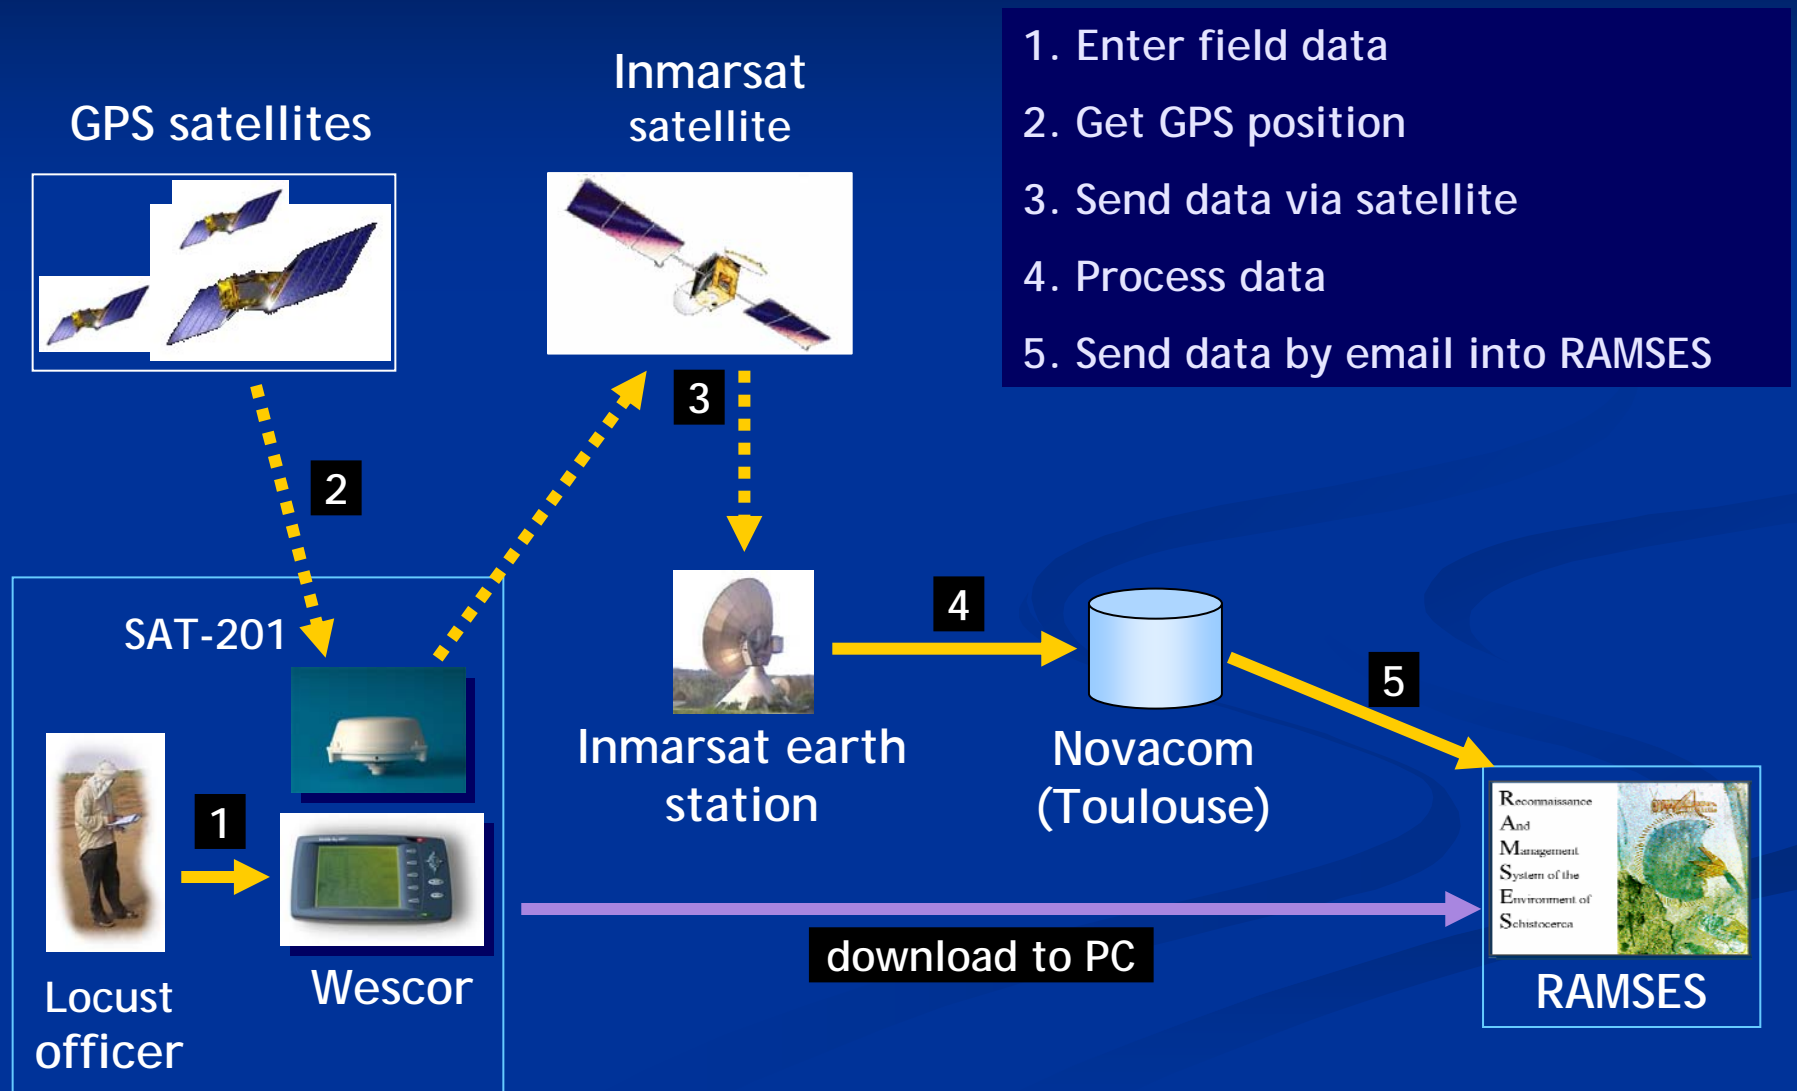 GPS satellites
Inmarsat
satellite
1. Enter field data
2. Get GPS position
3. Send data via satellite
4. Process data
5. Send data by email into RAMSES
3
2
SAT-201
4
5
1
Inmarsat earth
station
Novacom
(Toulouse)
Reconnaissance
And
Management
System of the
Environment of
Schistocerca
download to PC
Wescor
Locust
officer
RAMSES